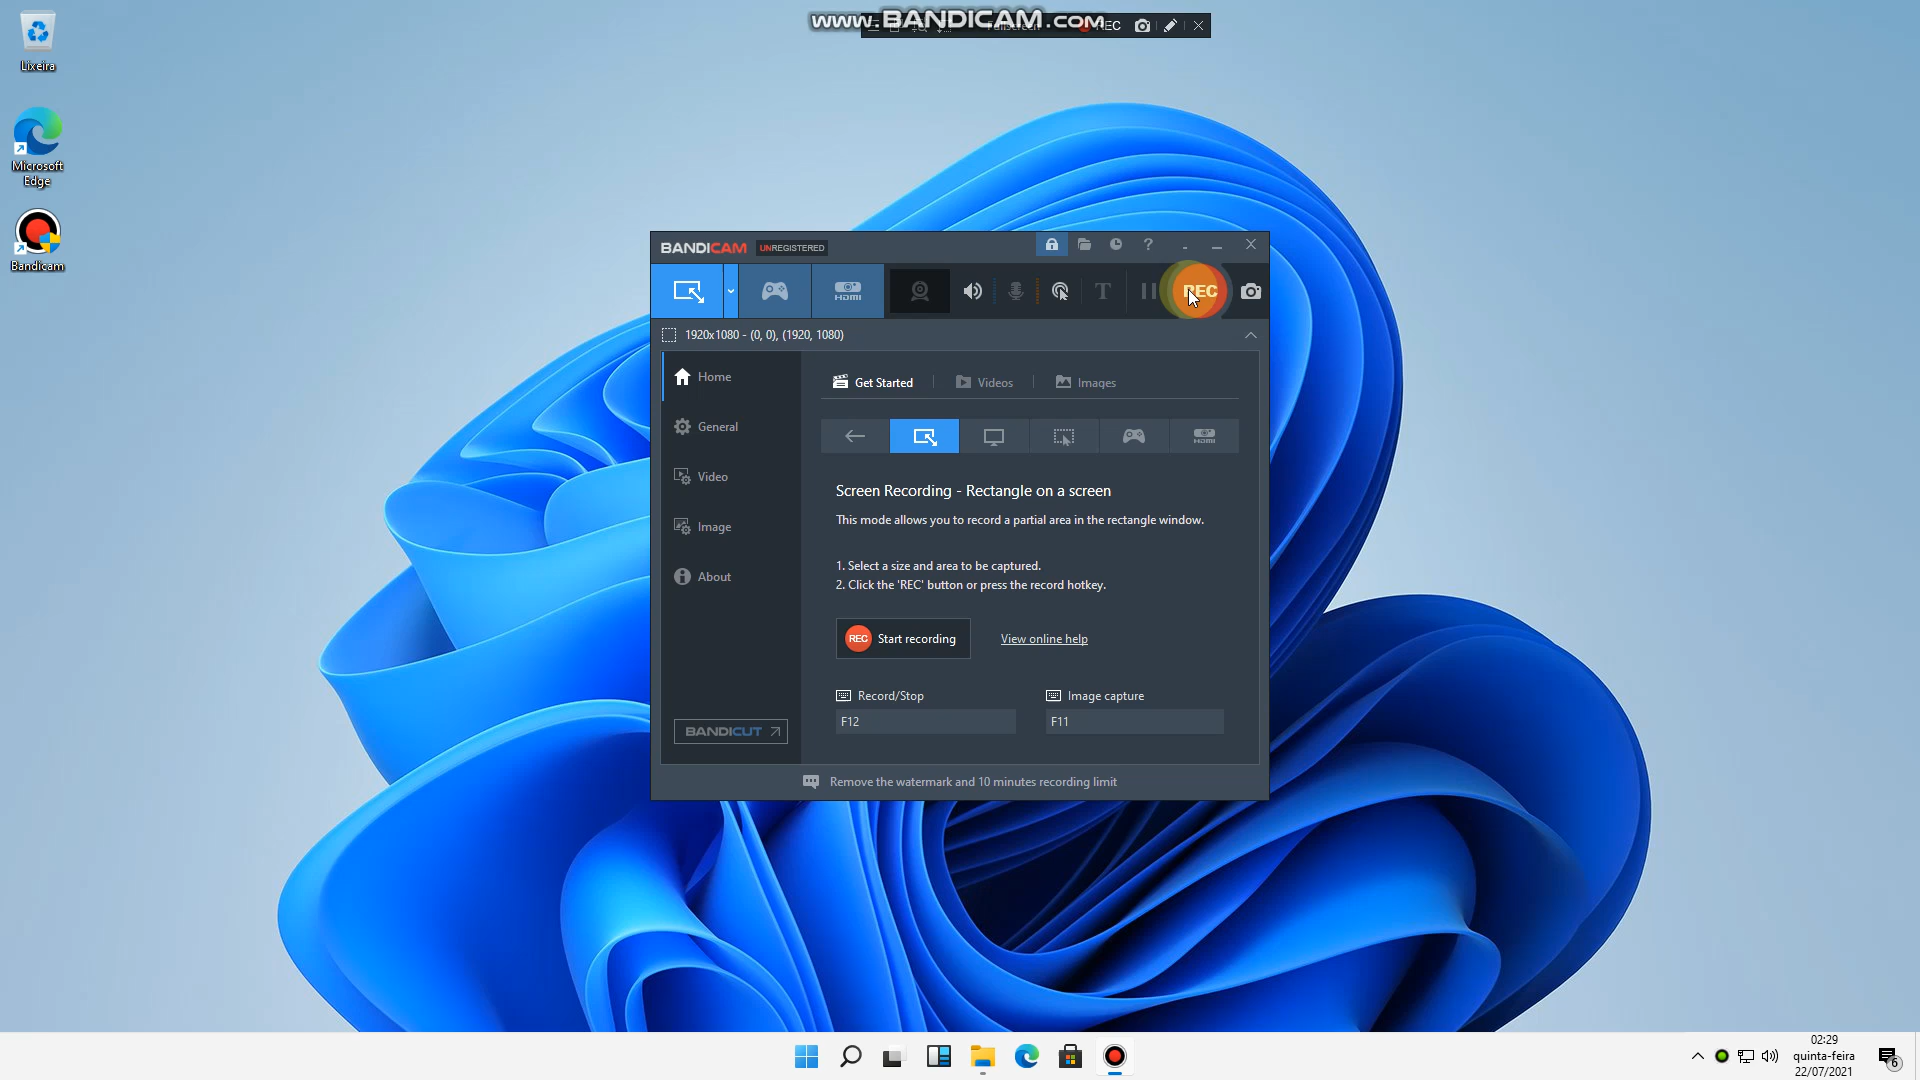 www.BANDICAM.com
REC
Lixeira
Microsoft
Edge
Bandicam
BANDICAM UNREGISTERED
HDMI
T
REC
1920x1080 - (0, 0), (1920, 1080)
Home
General
Video
Image
About
BANDICUT
Get Started
Videos
Images
HDMI
Screen Recording - Rectangle on a screen
This mode allows you to record a partial area in the rectangle window.
1. Select a size and area to be captured.
2. Click the 'REC' button or press the record hotkey.
REC Start recording
View online help
Record/Stop
Image capture
F12
F11
Remove the watermark and 10 minutes recording limit
02:29
quinta-feira
22/07/2021
6